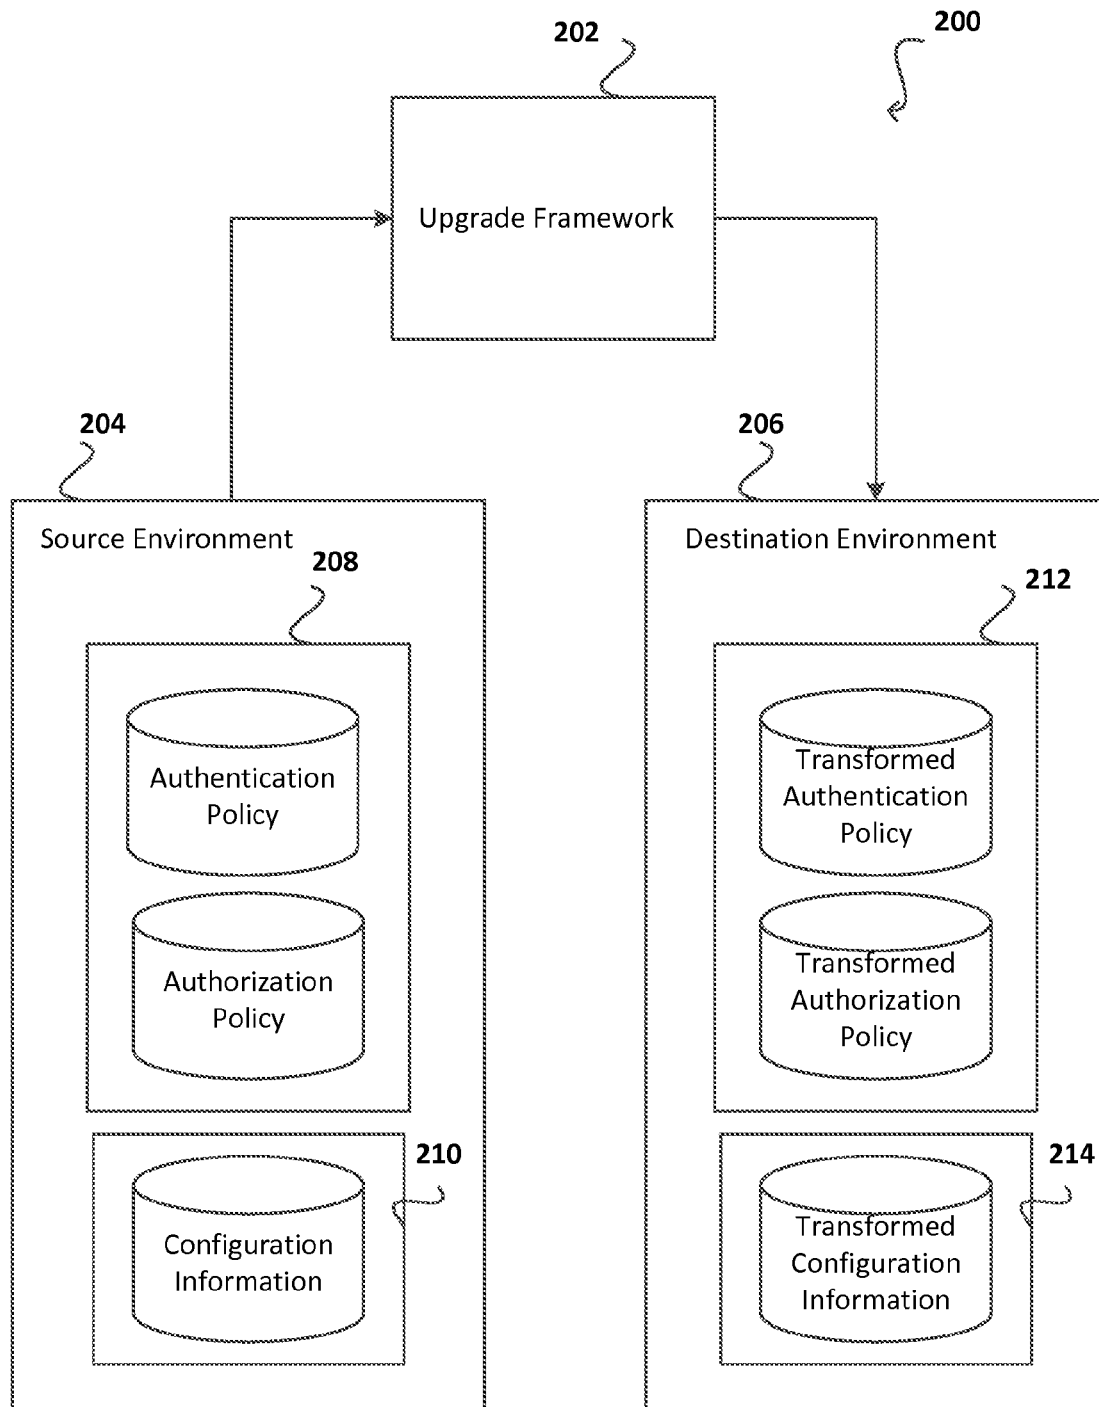 200
202
Upgrade Framework
204
206
Source Environment
Destination Environment
208
212
Authentication
Policy
Transformed
Authentication
Policy
Authorization
Policy
Transformed
Authorization
Policy
210
214
Configuration
Information
Transformed
Configuration
Information